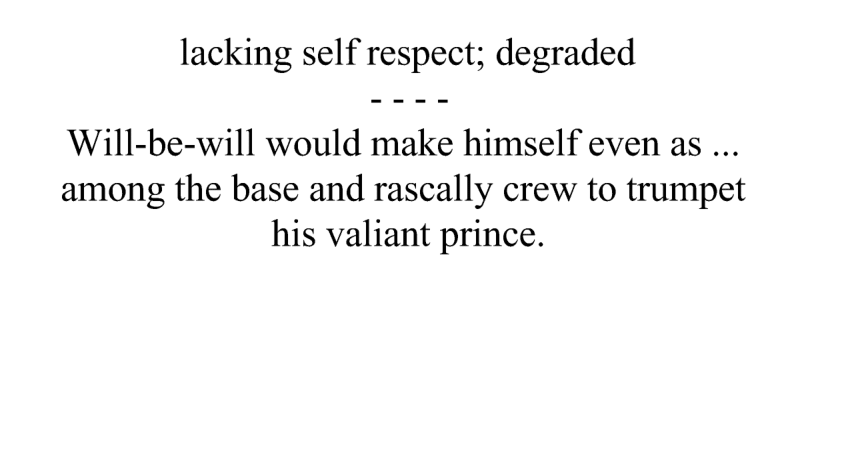 lacking self respect; degraded
- - - -
Will-be-will would make himself even as ...
among the base and rascally crew to trumpet
his valiant prince.